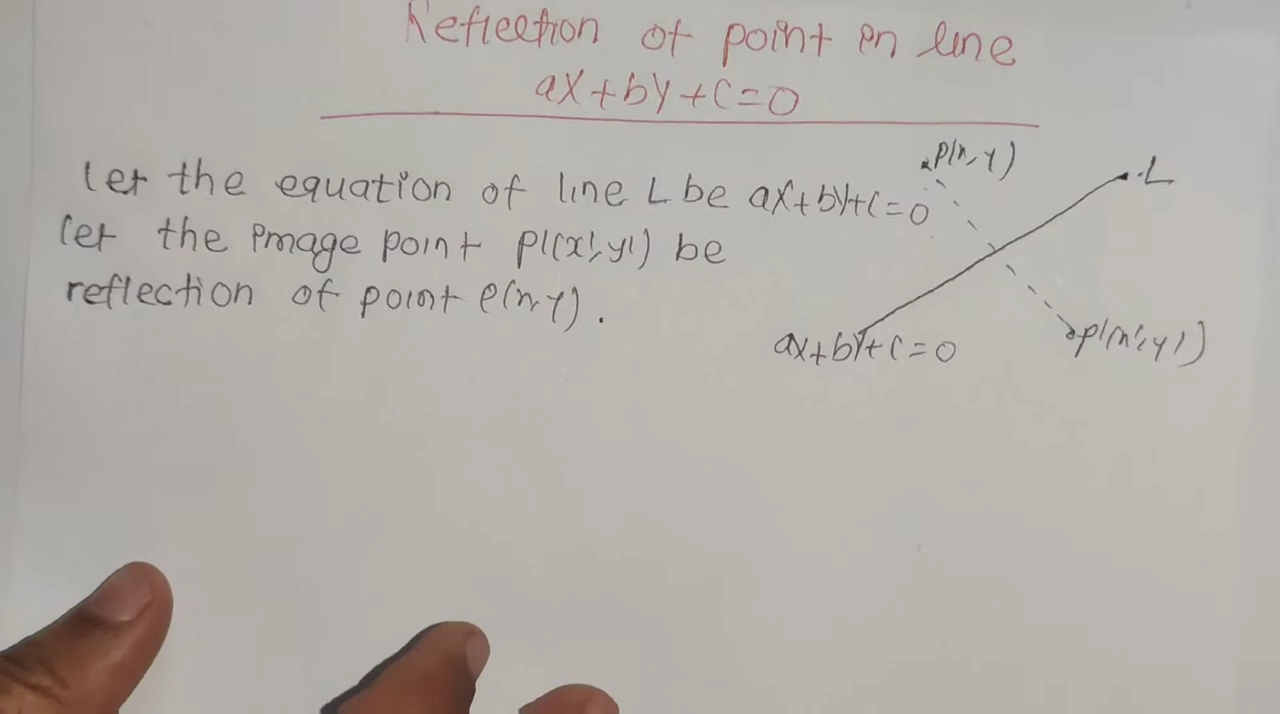 Reflection of point in line
ax+by+c=0
let the equation of line L be ax+by+c=0
let the image point p'(x',y') be
reflection of point p(x,y).
p(x,y)
L
ax+by+c=0
p'(x',y')